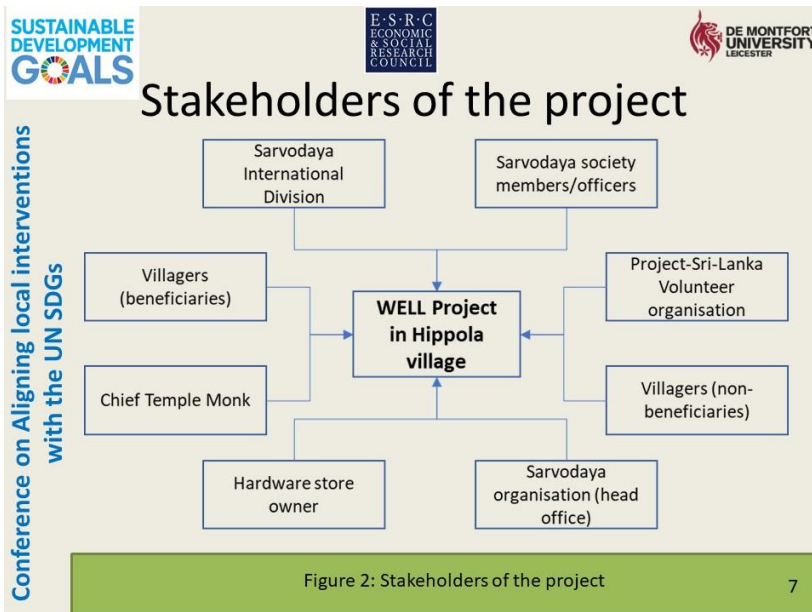 SUSTAINABLE
DEVELOPMENT
GOALS
E·S·R·C
ECONOMIC
& SOCIAL
RESEARCH
COUNCIL
DE MONTFORT
UNIVERSITY
LEICESTER
Stakeholders of the project
Conference on Aligning local interventions
with the UN SDGs
Sarvodaya
International
Division
Sarvodaya society
members/officers
Villagers
(beneficiaries)
WELL Project
in Hippola
village
Project-Sri-Lanka
Volunteer
organisation
Chief Temple Monk
Villagers (non-
beneficiaries)
Hardware store
owner
Sarvodaya
organisation (head
office)
Figure 2: Stakeholders of the project
7